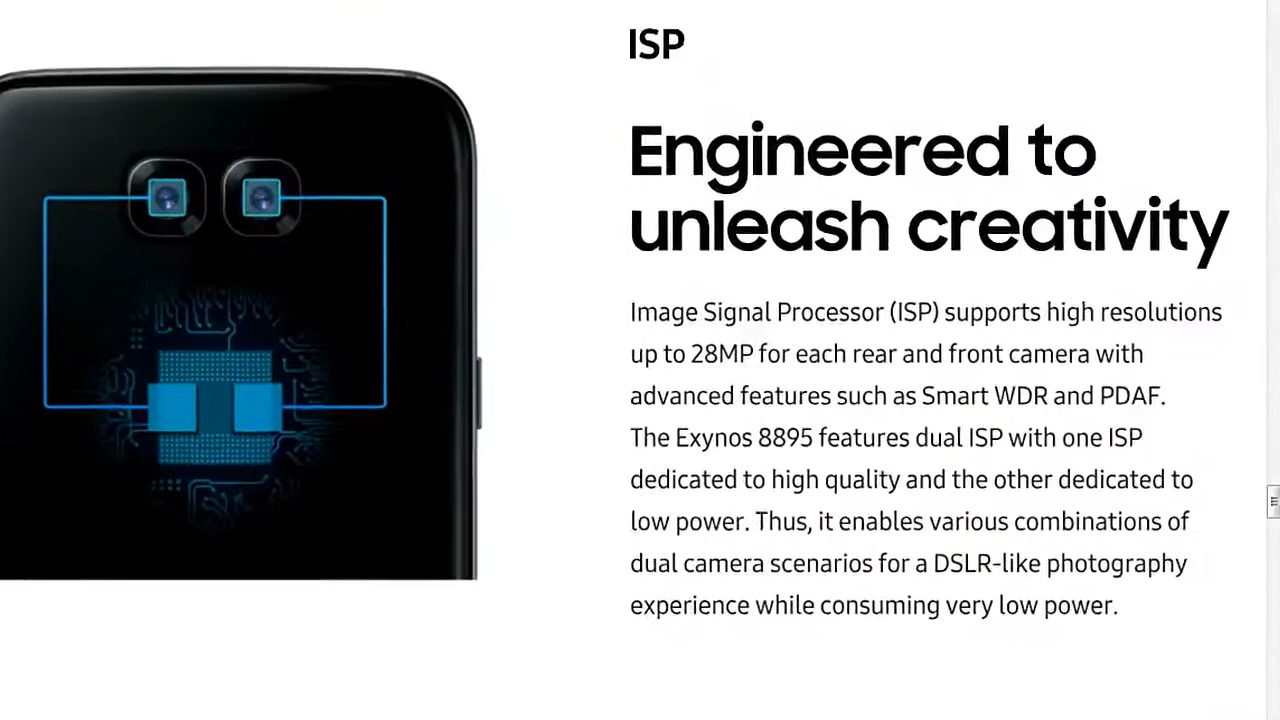 ISP
Engineered to
unleash creativity
Image Signal Processor (ISP) supports high resolutions
up to 28MP for each rear and front camera with
advanced features such as Smart WDR and PDAF.
The Exynos 8895 features dual ISP with one ISP
dedicated to high quality and the other dedicated to
low power. Thus, it enables various combinations of
dual camera scenarios for a DSLR-like photography
experience while consuming very low power.